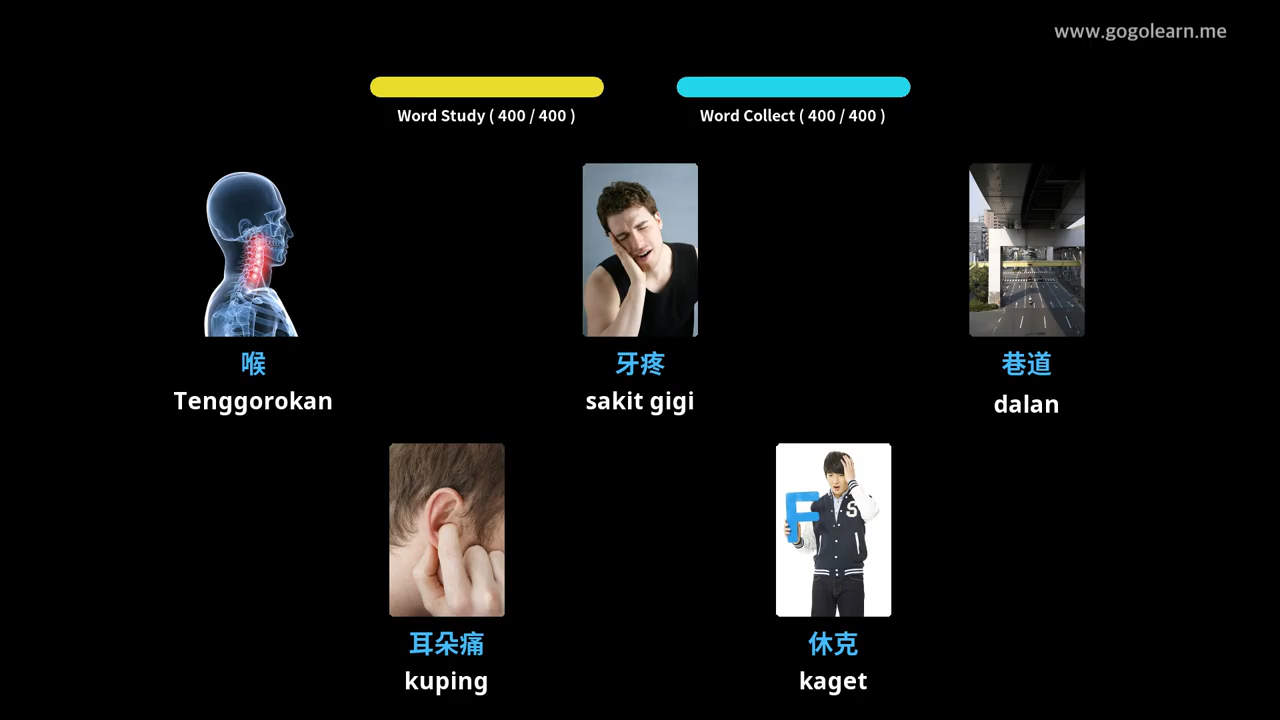 www.gogolearn.me
Word Study ( 400 / 400 )
Word Collect ( 400 / 400 )
喉
Tenggorokan
牙疼
sakit gigi
巷道
dalan
耳朵痛
kuping
F
S
休克
kaget